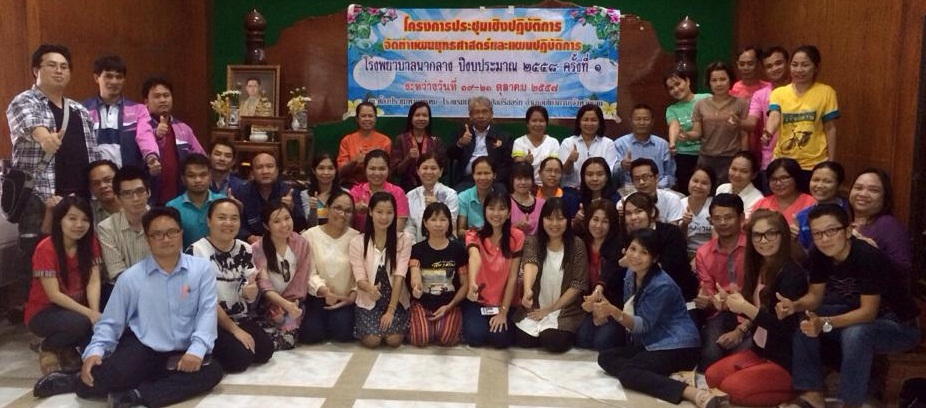 โครงการประชุมเชิงปฏิบัติการ
จัดทำแผนยุทธศาสตร์และแผนปฏิบัติการ
โรงพยาบาลนากลาง ปีงบประมาณ ๒๕๕๘ ครั้งที่ ๑
ระหว่างวันที่ ๑๙-๒๑ ตุลาคม ๒๕๕๗